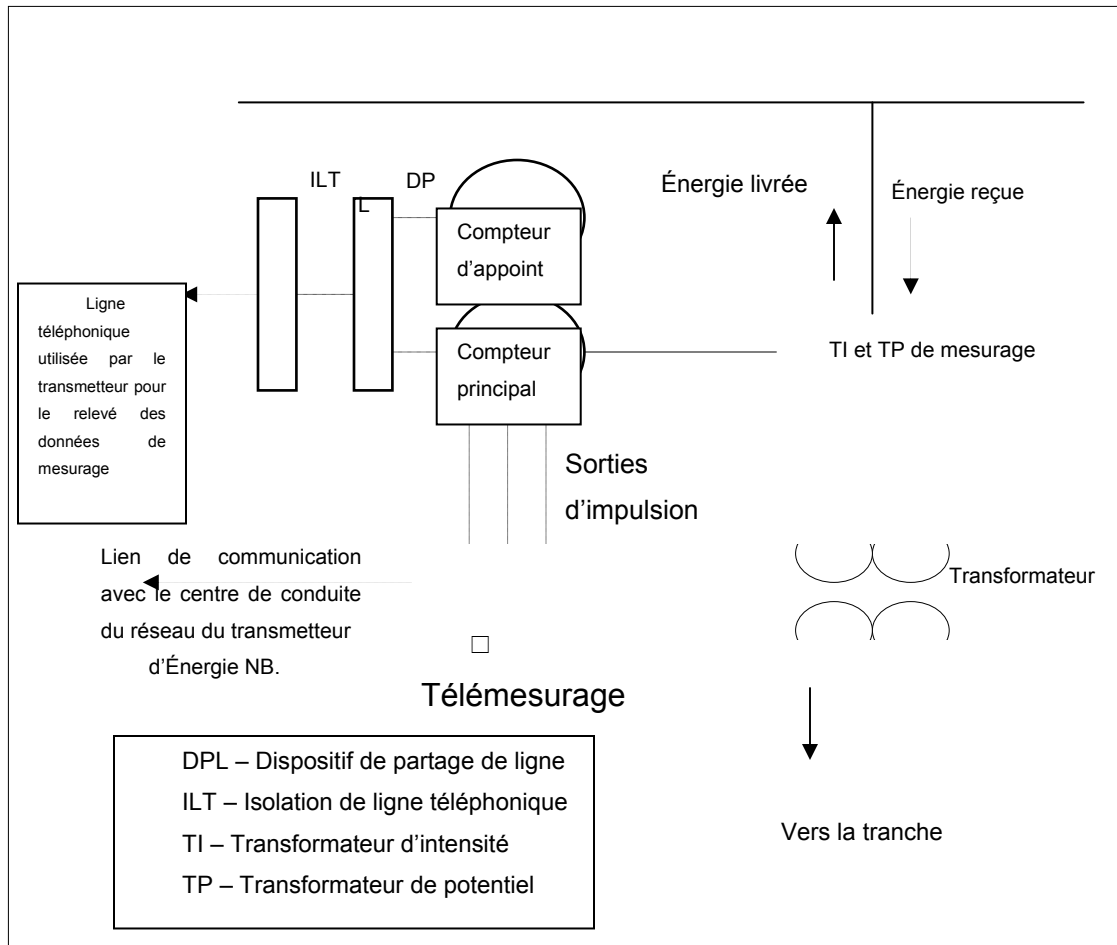 ILT
DP
L
Énergie livrée
Énergie reçue
Compteur
d'appoint
Ligne
téléphonique
utilisée par le
transmetteur pour
le relevé des
données de
mesurage
Compteur
principal
TI et TP de mesurage
Sorties
d'impulsion
Lien de communication
avec le centre de conduite
du réseau du transmetteur
d'Énergie NB.
Transformateur
Télémesurage
DPL – Dispositif de partage de ligne
ILT – Isolation de ligne téléphonique
TI – Transformateur d'intensité
TP – Transformateur de potentiel
Vers la tranche